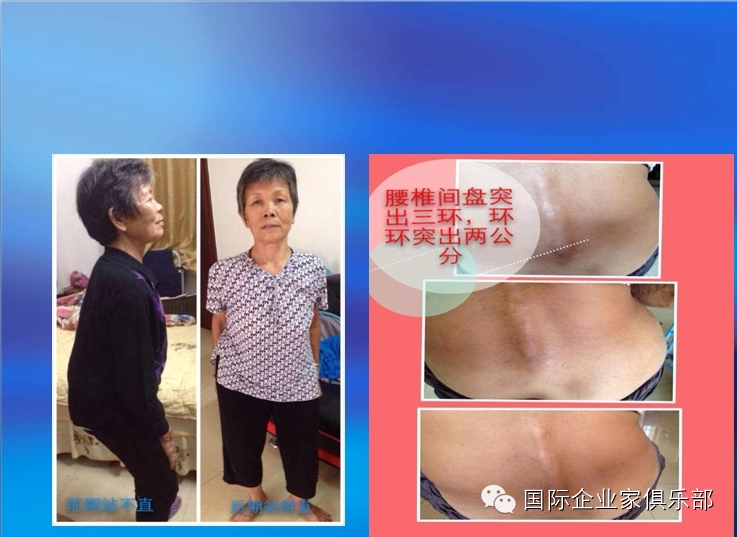 腰椎间盘突
出三环，环
环突出两公
分
前期站不直
国际企业家俱乐部